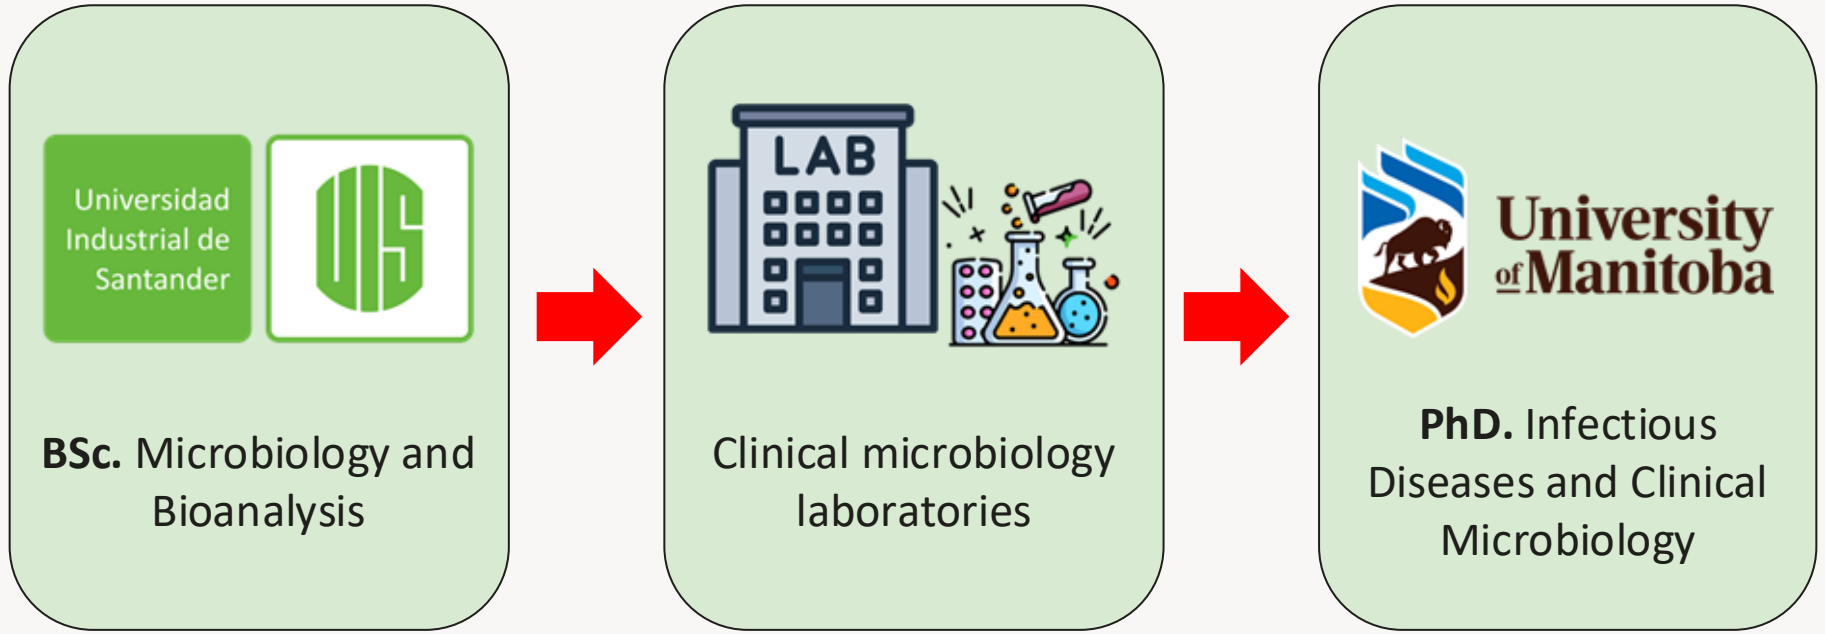 Universidad
Industrial de
Santander
UIS
BSc. Microbiology and
Bioanalysis
LAB
Clinical microbiology
laboratories
University
of Manitoba
PhD. Infectious
Diseases and Clinical
Microbiology